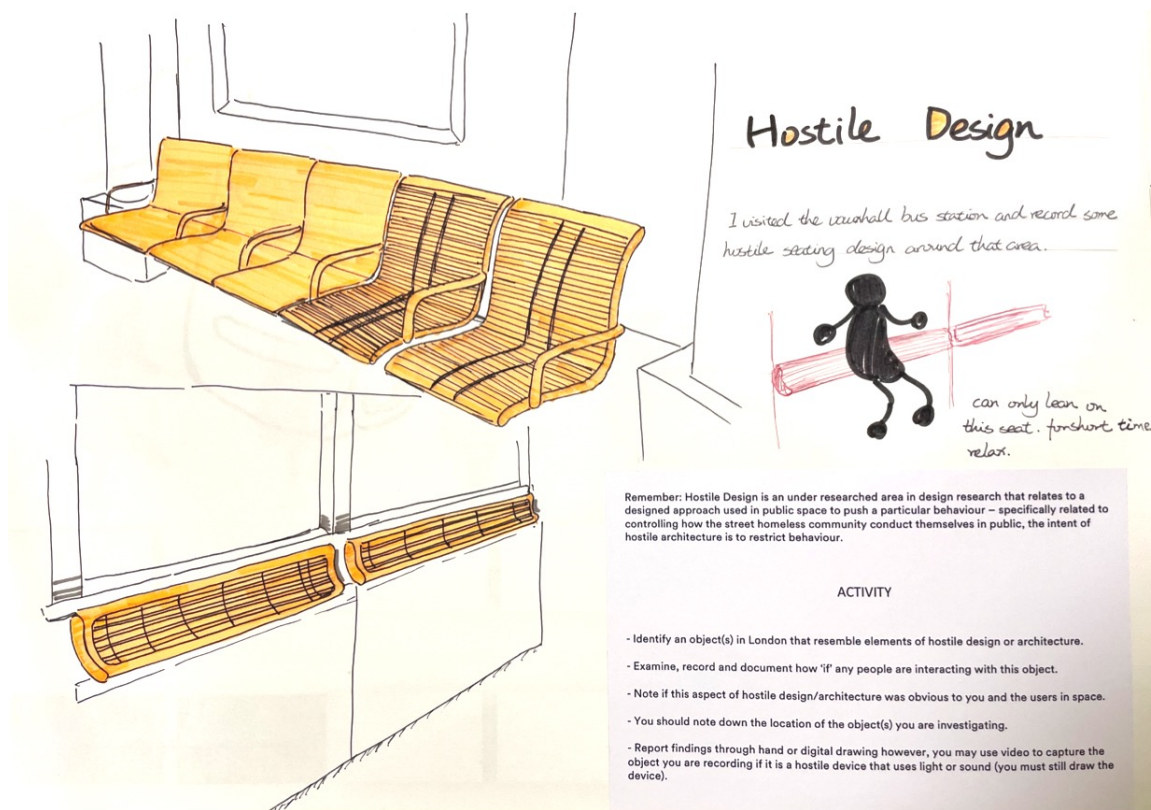 Hostile Design
I visited the vauxhall bus station and record some
hostile seating design around that area.
can only lean on
this seat. for short time
relax.
Remember: Hostile Design is an under researched area in design research that relates to a
designed approach used in public space to push a particular behaviour – specifically related to
controlling how the street homeless community conduct themselves in public, the intent of
hostile architecture is to restrict behaviour.
ACTIVITY
- Identify an object(s) in London that resemble elements of hostile design or architecture.
- Examine, record and document how ‘if’ any people are interacting with this object.
- Note if this aspect of hostile design/architecture was obvious to you and the users in space.
- You should note down the location of the object(s) you are investigating.
- Report findings through hand or digital drawing however, you may use video to capture the
object you are recording if it is a hostile device that uses light or sound (you must still draw the
device).